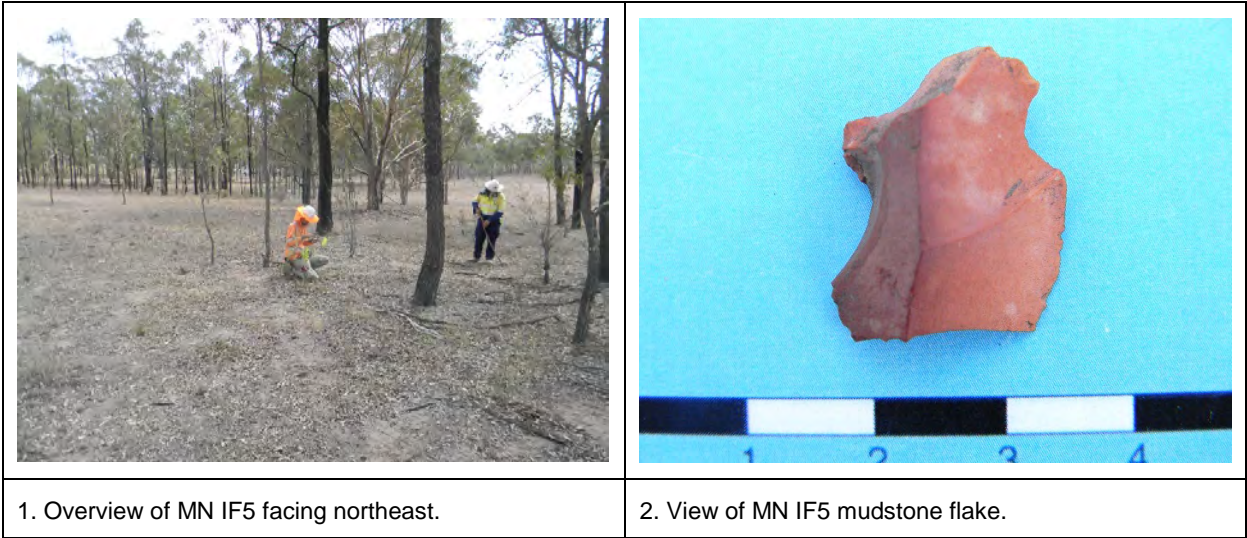 1 2 3 4
1. Overview of MN IF5 facing northeast.
2. View of MN IF5 mudstone flake.